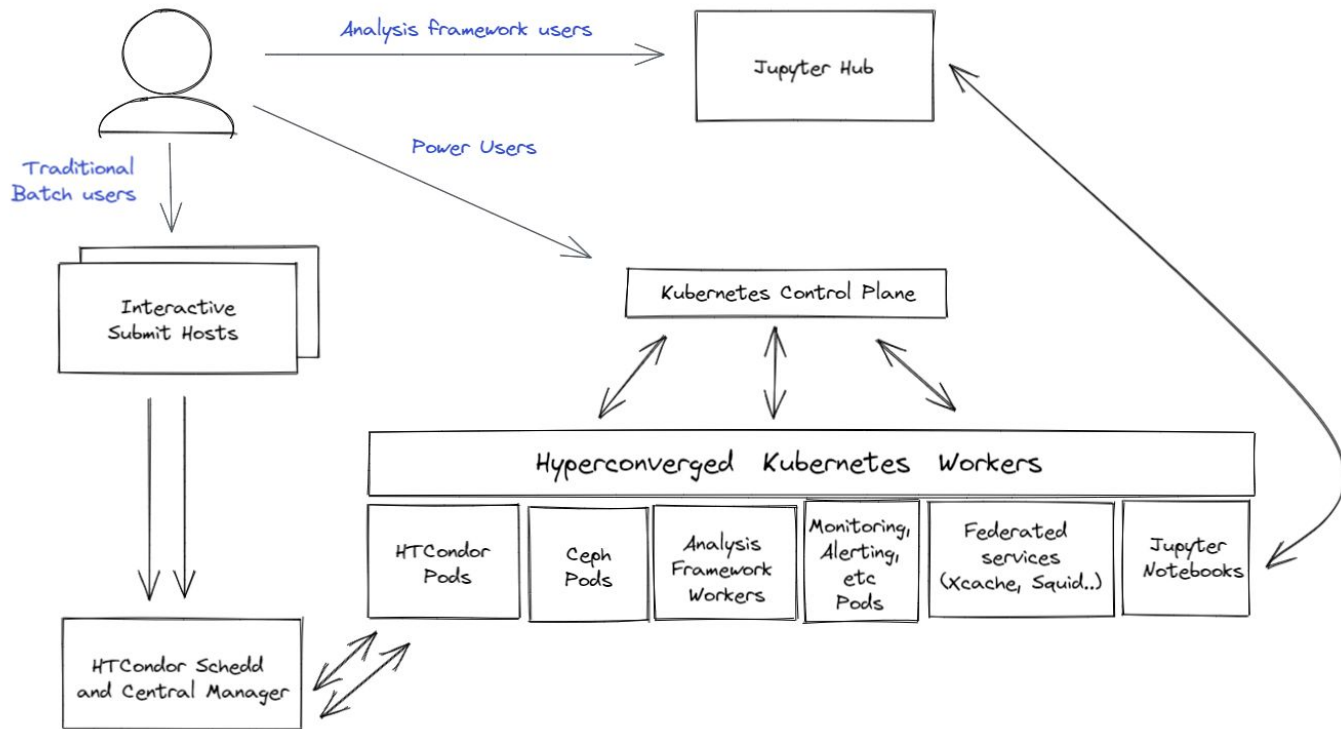 Analysis framework users
Jupyter Hub
Power Users
Traditional
Batch users
Interactive
Submit Hosts
Kubernetes Control Plane
Hyperconverged Kubernetes Workers
HTCondor
Pods
Ceph
Pods
Analysis
Framework
Workers
Monitoring,
Alerting,
etc
Pods
Federated
services
(Xcache, Squid..)
Jupyter
Notebooks
HTCondor Schedd
and Central Manager